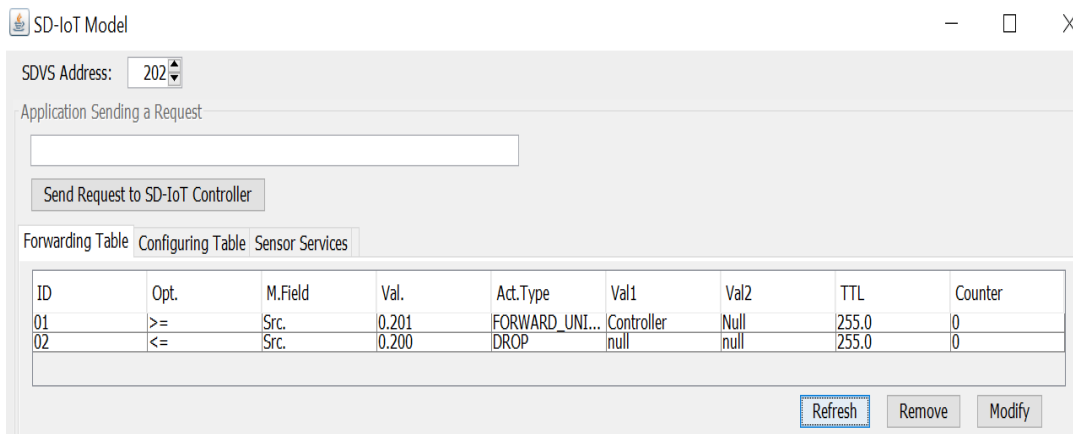 SD-IoT Model
SDVS Address: 202
Application Sending a Request
Send Request to SD-IoT Controller
Forwarding Table Configuring Table Sensor Services
ID Opt. M.Field Val. Act.Type Val1 Val2 TTL Counter
01 >= Src. 0.201 FORWARD_UNI... Controller Null 255.0 0
02 <= Src. 0.200 DROP null null 255.0 0
Refresh Remove Modify